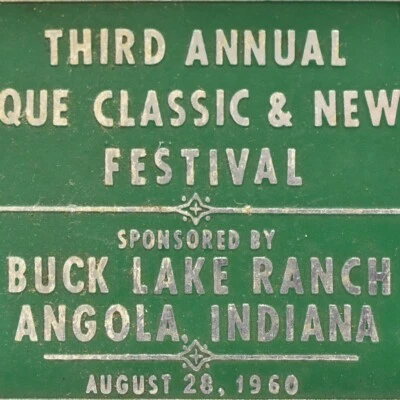 THIRD ANNUAL
QUE CLASSIC & NEW
FESTIVAL
SPONSORED BY
BUCK LAKE RANCH
ANGOLA, INDIANA
AUGUST 28, 1960